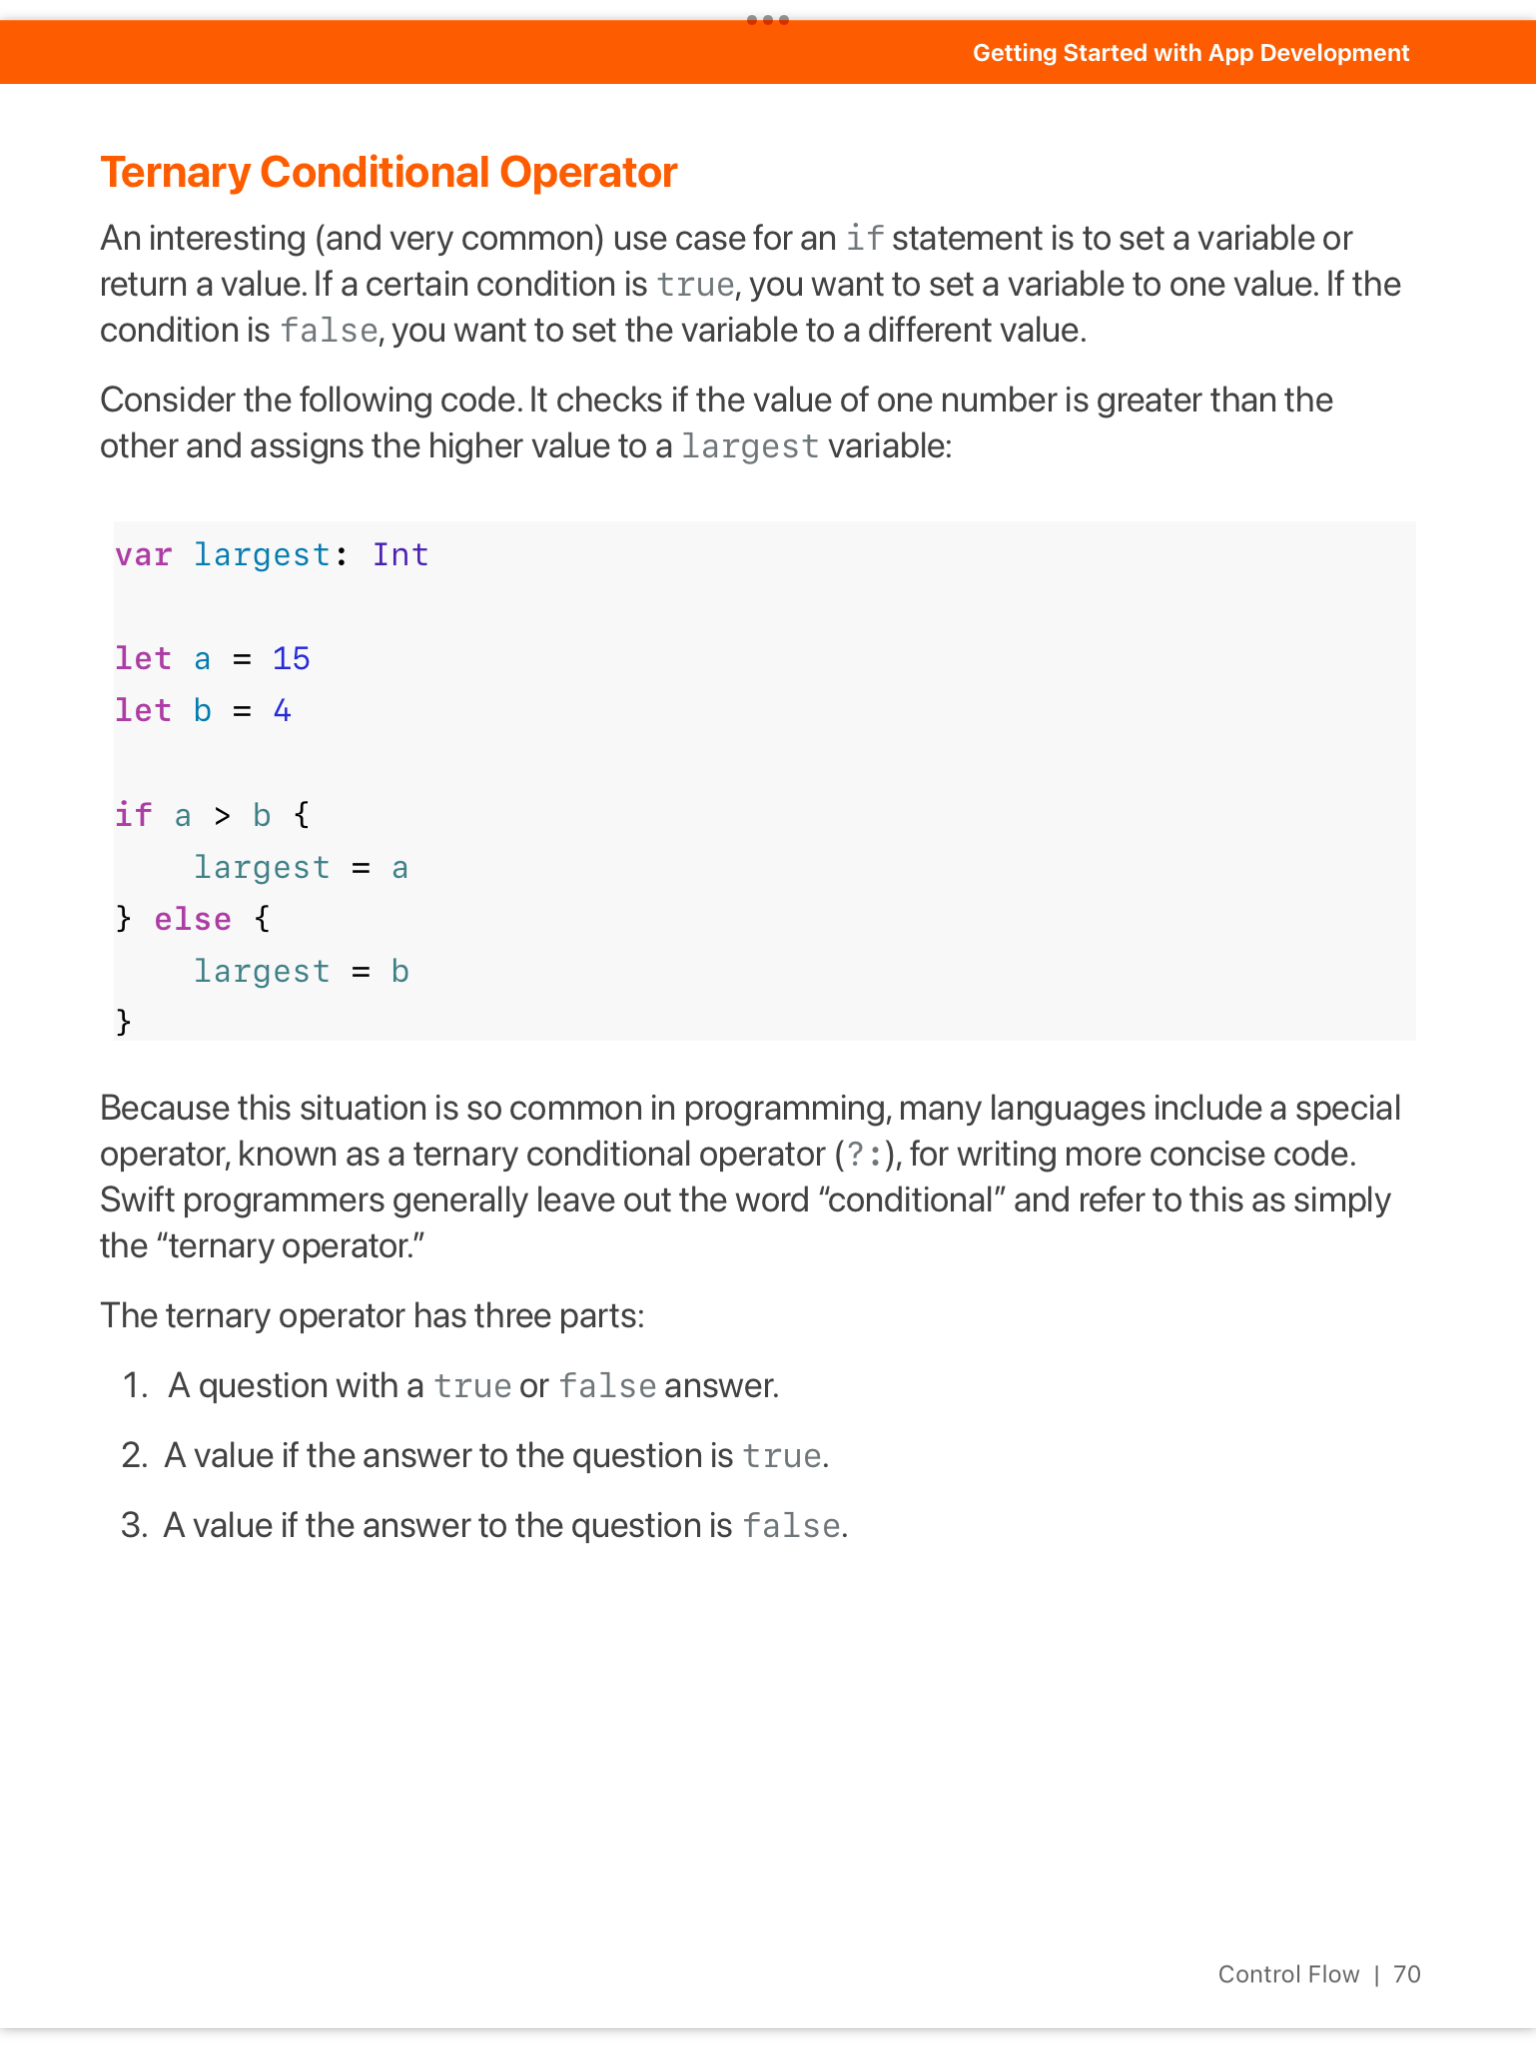 Getting Started with App Development
Ternary Conditional Operator
An interesting (and very common) use case for an if statement is to set a variable or
return a value. If a certain condition is true, you want to set a variable to one value. If the
condition is false, you want to set the variable to a different value.
Consider the following code. It checks if the value of one number is greater than the
other and assigns the higher value to a largest variable:
var largest: Int
let a = 15
let b = 4
if a > b {
    largest = a
} else {
    largest = b
}
Because this situation is so common in programming, many languages include a special
operator, known as a ternary conditional operator (?:), for writing more concise code.
Swift programmers generally leave out the word “conditional” and refer to this as simply
the “ternary operator.”
The ternary operator has three parts:
1. A question with a true or false answer.
2. A value if the answer to the question is true.
3. A value if the answer to the question is false.
Control Flow | 70